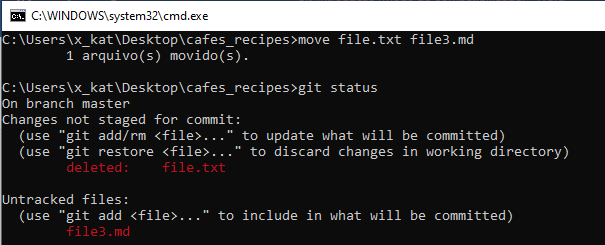 C:\WINDOWS\system32\cmd.exe
C:\Users\x_kat\Desktop\cafes_recipes>move file.txt file3.md
1 arquivo(s) movido(s).
C:\Users\x_kat\Desktop\cafes_recipes>git status
On branch master
Changes not staged for commit:
(use "git add/rm <file>..." to update what will be committed)
(use "git restore <file>..." to discard changes in working directory)
deleted:    file.txt
Untracked files:
(use "git add <file>..." to include in what will be committed)
file3.md